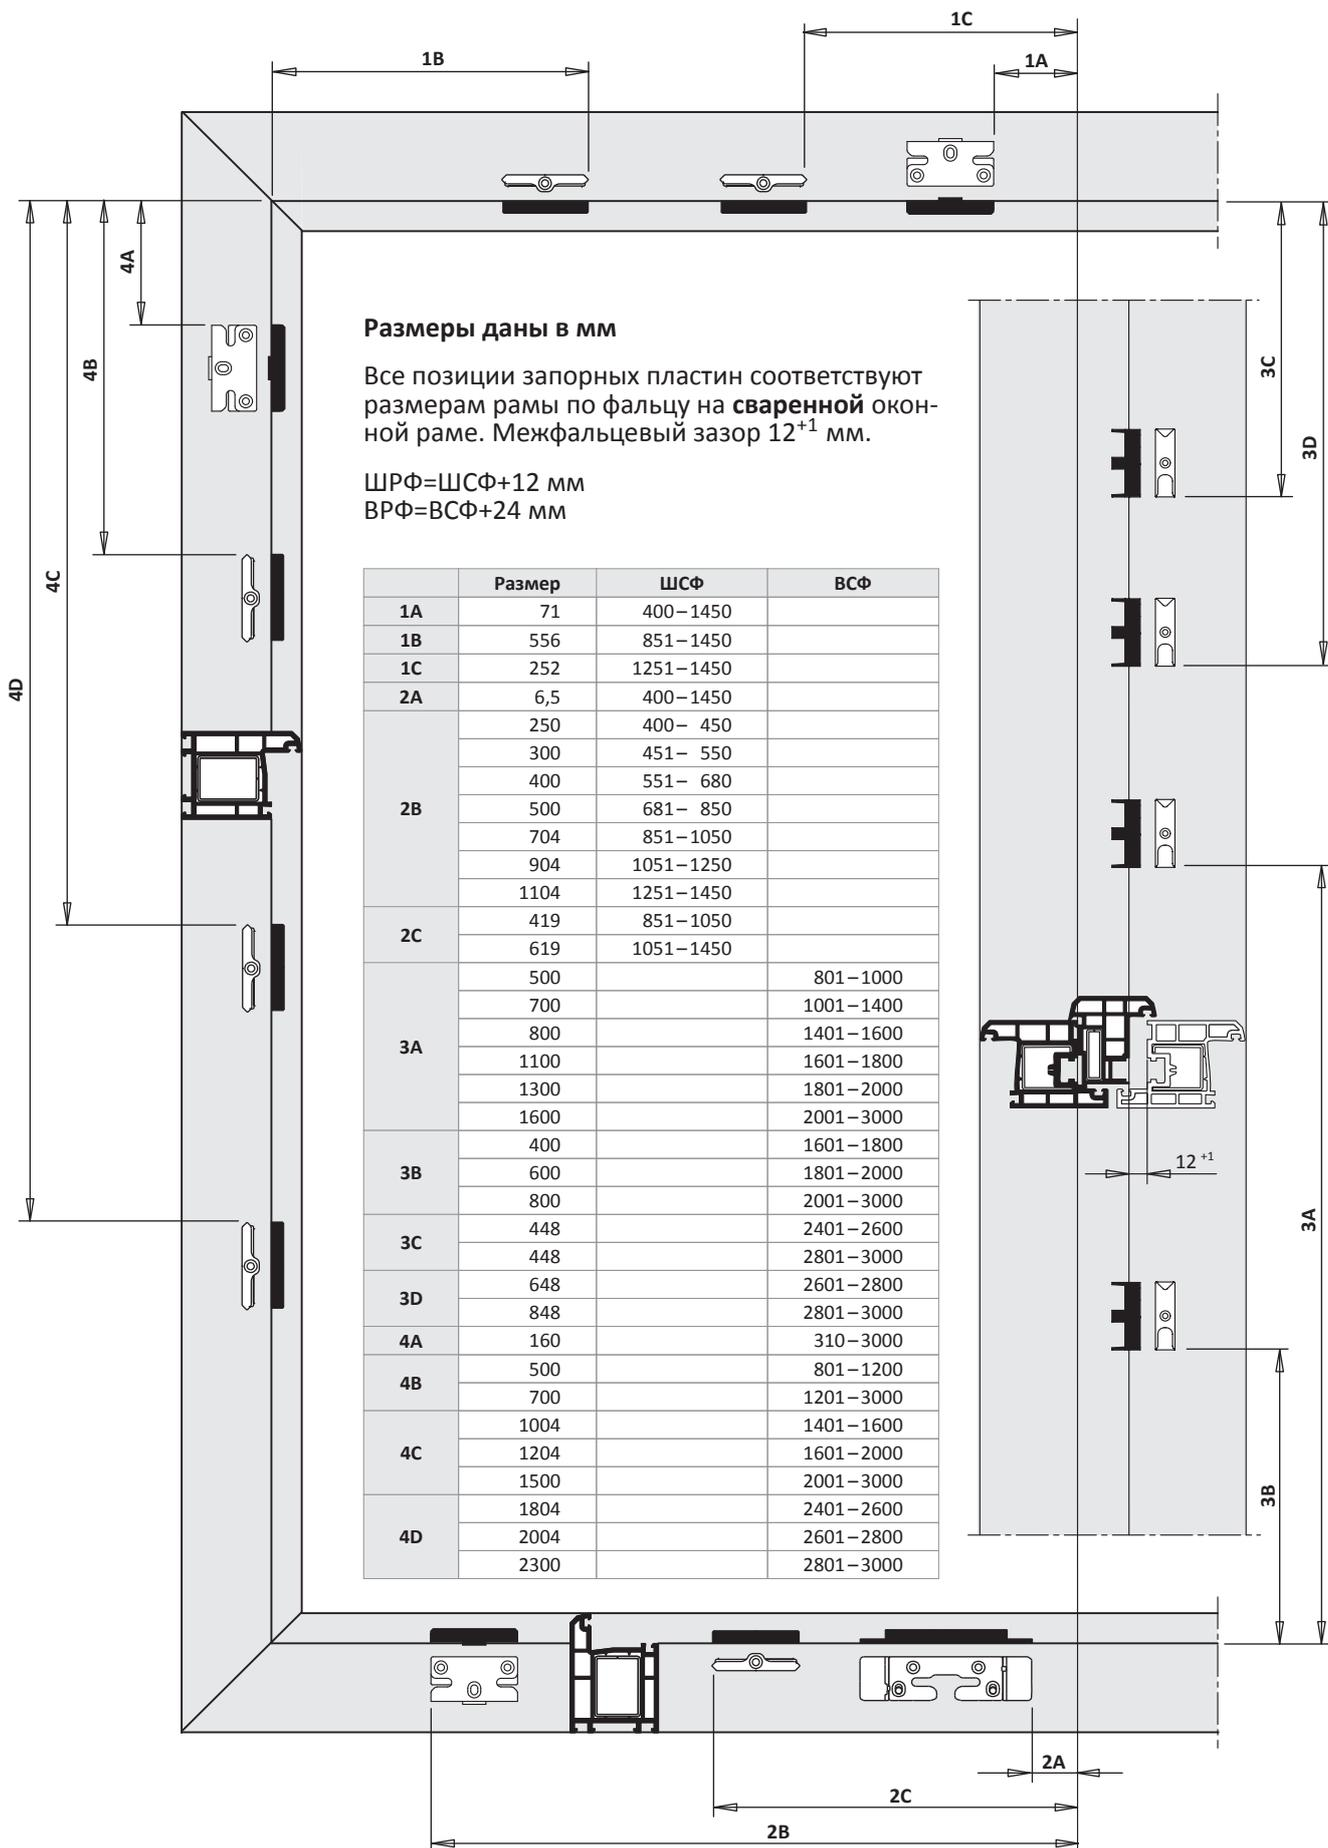 1C
1B
1A
4A
4B
4C
4D
3C
3D
Размеры даны в мм
Все позиции запорных пластин соответствуют
размерам рамы по фальцу на сваренной окон-
ной раме. Межфальцевый зазор 12+1 мм.
ШРФ=ШСФ+12 мм
ВРФ=ВСФ+24 мм
Размер ШСФ ВСФ
1A 71 400–1450
1B 556 851–1450
1C 252 1251–1450
2A 6,5 400–1450
2B 250 400– 450
300 451– 550
400 551– 680
500 681– 850
704 851–1050
904 1051–1250
1104 1251–1450
2C 419 851–1050
619 1051–1450
3A 500 801–1000
700 1001–1400
800 1401–1600
1100 1601–1800
1300 1801–2000
1600 2001–3000
3B 400 1601–1800
600 1801–2000
800 2001–3000
3C 448 2401–2600
448 2801–3000
3D 648 2601–2800
848 2801–3000
4A 160 310–3000
4B 500 801–1200
700 1201–3000
4C 1004 1401–1600
1204 1601–2000
1500 2001–3000
4D 1804 2401–2600
2004 2601–2800
2300 2801–3000
12 +1
3A
3B
2A
2C
2B